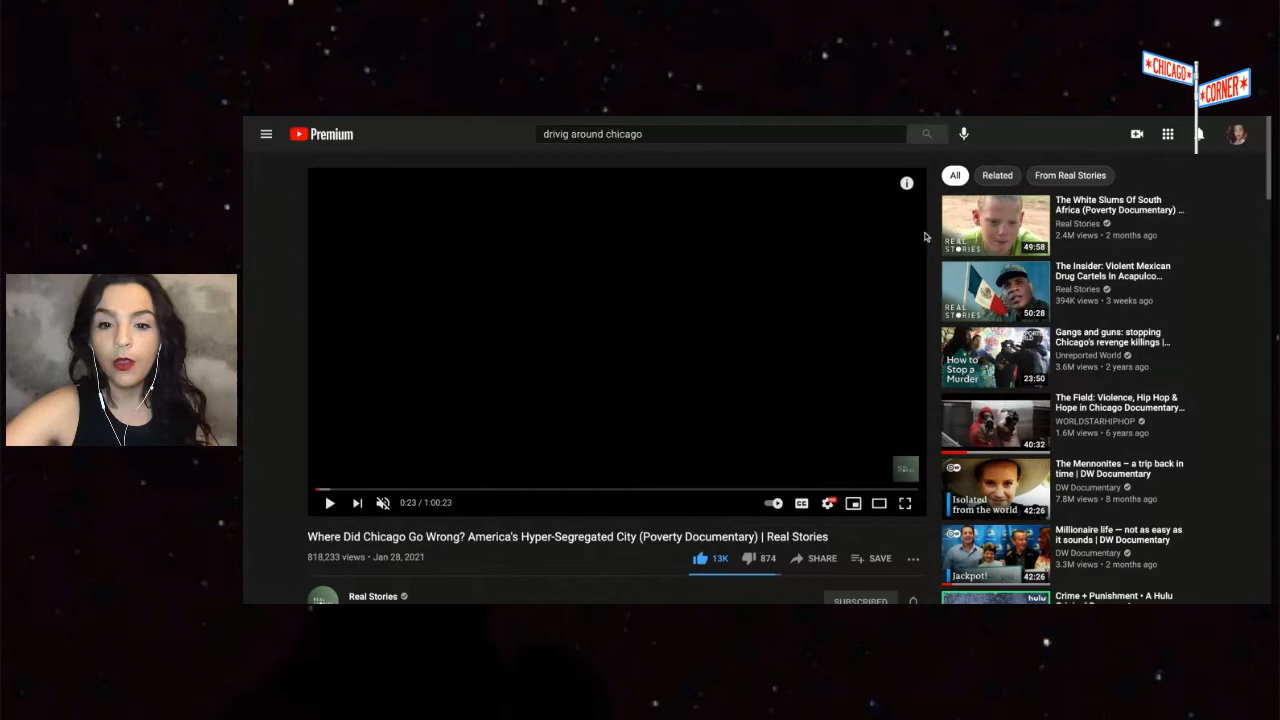 CHICAGO
CORNER
Premium
drivig around chicago
All
Related
From Real Stories
The White Slums Of South
Africa (Poverty Documentary) ...
Real Stories
2.4M views • 2 months ago
REAL
STORIES
49:58
The Insider: Violent Mexican
Drug Cartels In Acapulco...
Real Stories
394K views • 3 weeks ago
REAL
STORIES
50:28
Gangs and guns: stopping
Chicago's revenge killings |...
Unreported World
3.6M views • 2 years ago
How to
Stop a
Murder
23:50
The Field: Violence, Hip Hop &
Hope in Chicago Documentary...
WORLDSTARHIPHOP
1.6M views • 6 years ago
40:32
The Mennonites – a trip back in
time | DW Documentary
DW Documentary
7.8M views • 8 months ago
Isolated
from the world
42:26
Millionaire life — not as easy as
it sounds | DW Documentary
DW Documentary
3.3M views • 2 months ago
Jackpot!
42:26
Crime + Punishment • A Hulu
hulu
0:23 / 1:00:23
CC
Where Did Chicago Go Wrong? America's Hyper-Segregated City (Poverty Documentary) | Real Stories
818,233 views • Jan 28, 2021
13K
874
SHARE
SAVE
Real Stories
SUBSCRIBED